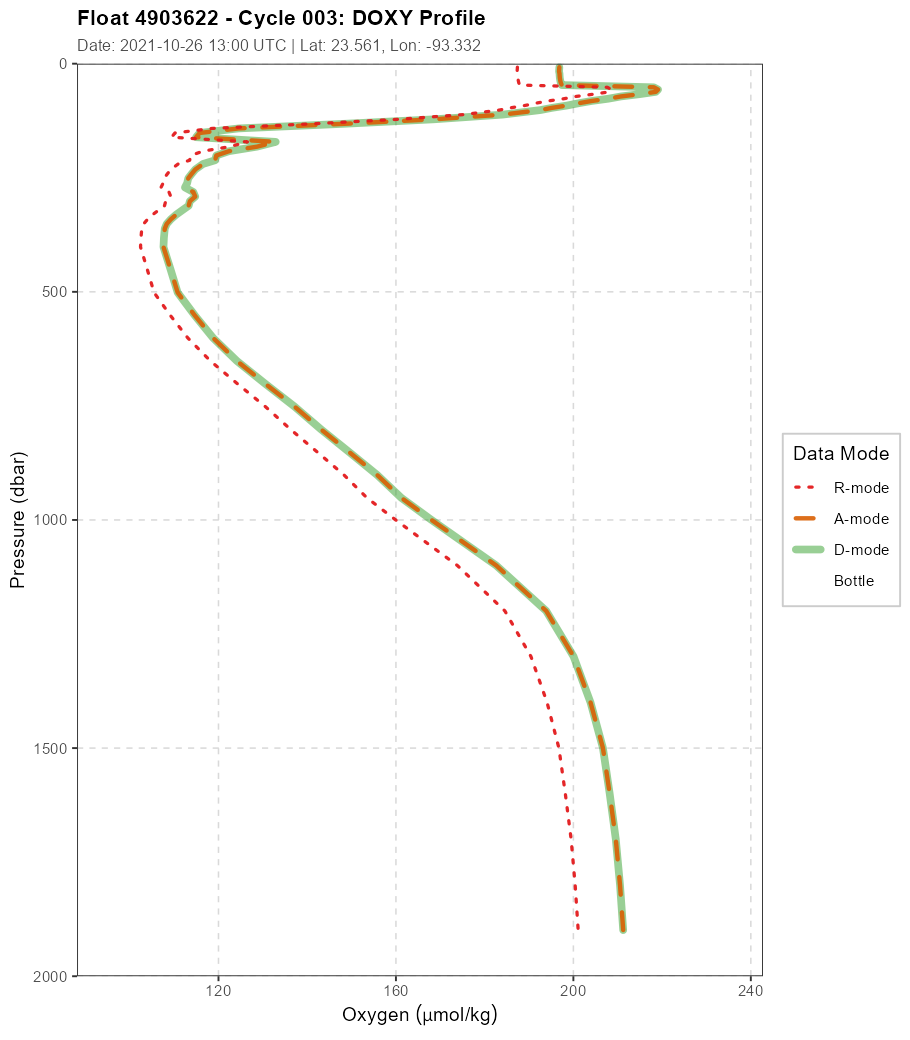 Float 4903622 - Cycle 003: DOXY Profile
Date: 2021-10-26 13:00 UTC | Lat: 23.561, Lon: -93.332
0
500
1000
1500
2000
Pressure (dbar)
120
160
200
240
Oxygen (μmol/kg)
Data Mode
R-mode
A-mode
D-mode
Bottle